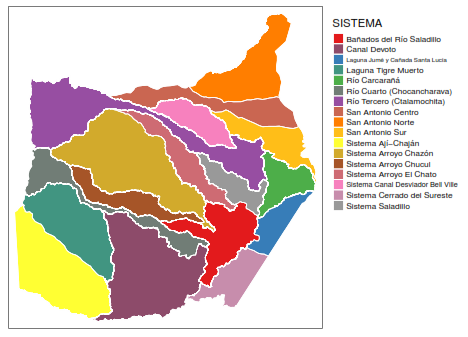 SISTEMA
Bañados del Río Saladillo
Canal Devoto
Laguna Jumé y Cañada Santa Lucía
Laguna Tigre Muerto
Río Carcarañá
Río Cuarto (Chocancharava)
Río Tercero (Ctalamochita)
San Antonio Centro
San Antonio Norte
San Antonio Sur
Sistema Ají-Chaján
Sistema Arroyo Chazón
Sistema Arroyo Chucul
Sistema Arroyo El Chato
Sistema Canal Desviador Bell Ville
Sistema Cerrado del Sureste
Sistema Saladillo